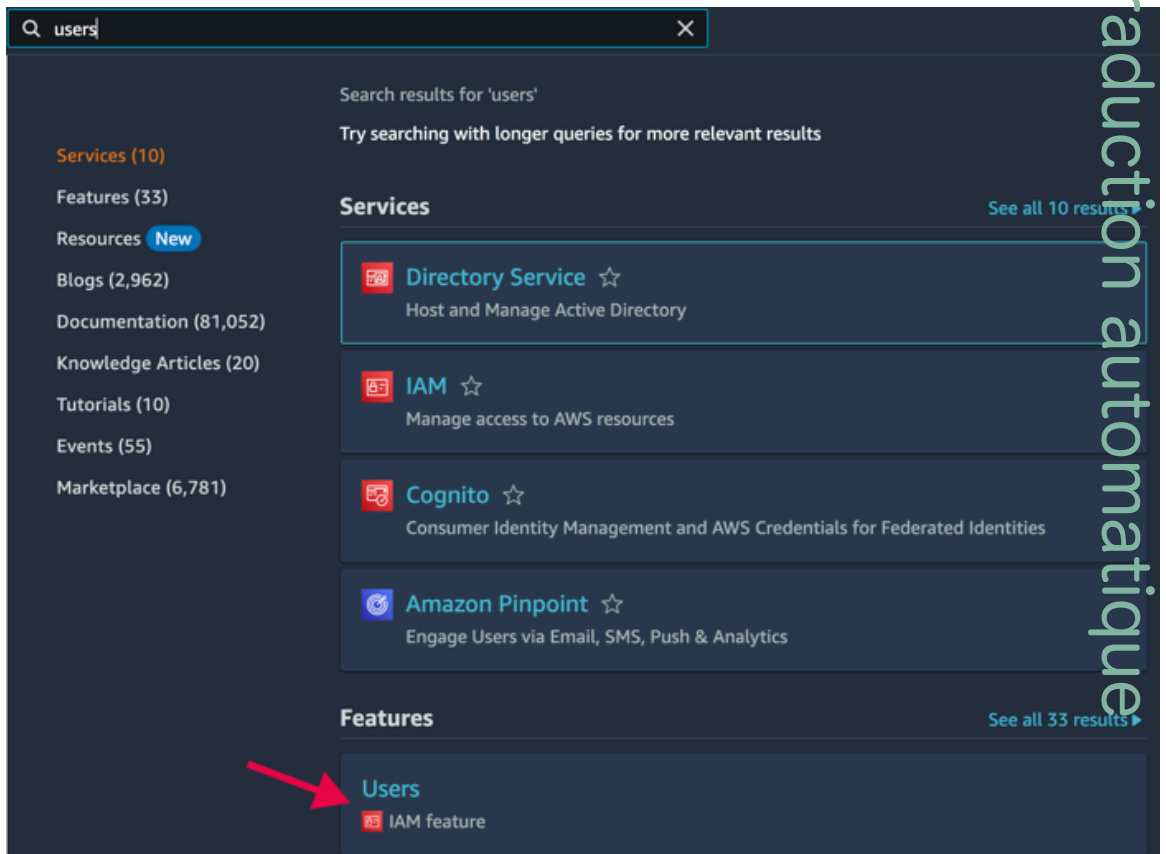 users
Search results for 'users'
Try searching with longer queries for more relevant results
Services (10)
Features (33)
Resources New
Blogs (2,962)
Documentation (81,052)
Knowledge Articles (20)
Tutorials (10)
Events (55)
Marketplace (6,781)
Services
See all 10 results
Directory Service
Host and Manage Active Directory
IAM
Manage access to AWS resources
Cognito
Consumer Identity Management and AWS Credentials for Federated Identities
Amazon Pinpoint
Engage Users via Email, SMS, Push & Analytics
Features
See all 33 results
Users
IAM feature
raduction automatique